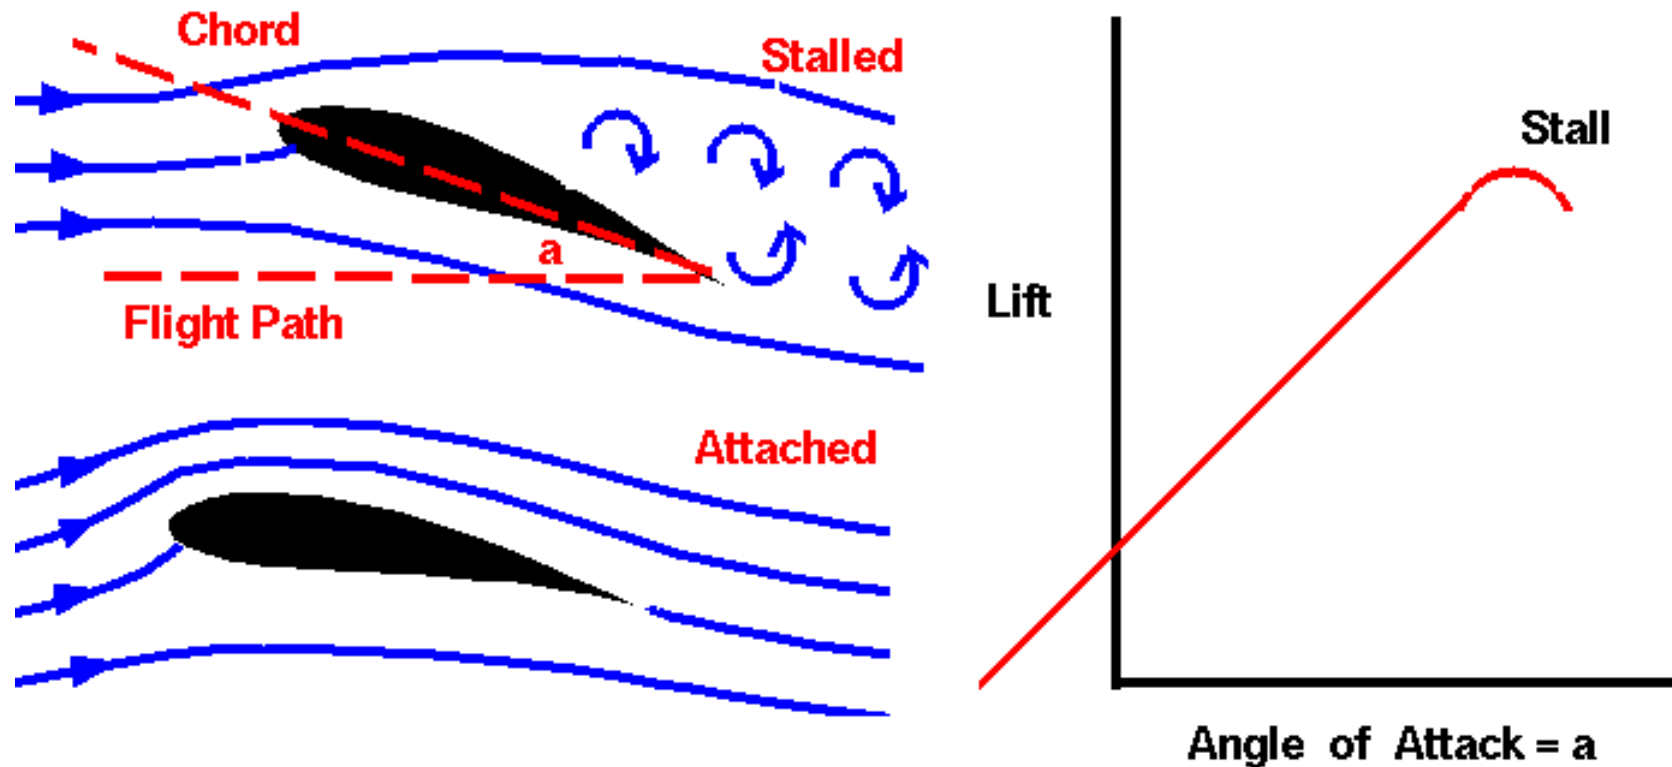 Chord
Stalled
a
Flight Path
Attached
Stall
Lift
Angle of Attack = a